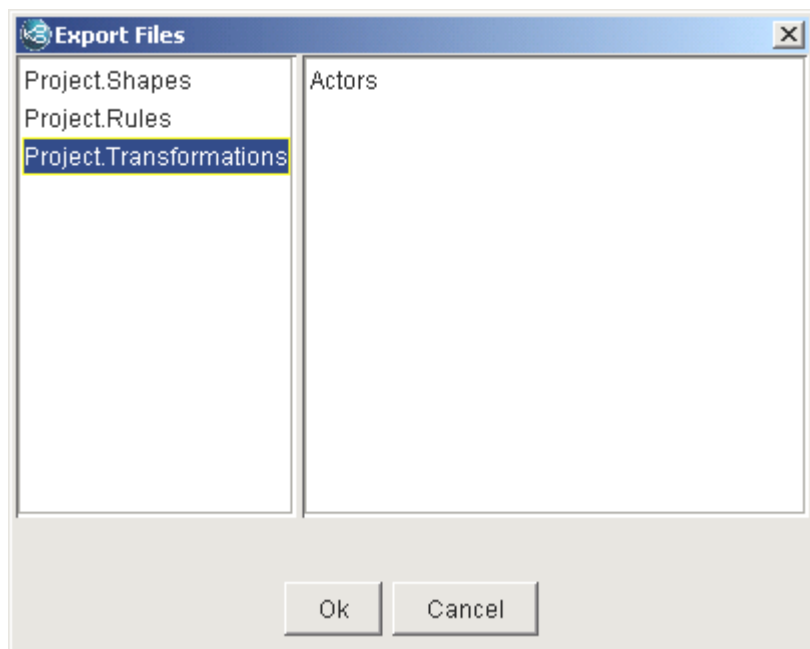 Export Files
Project.Shapes
Project.Rules
Project.Transformations
Actors
Ok
Cancel